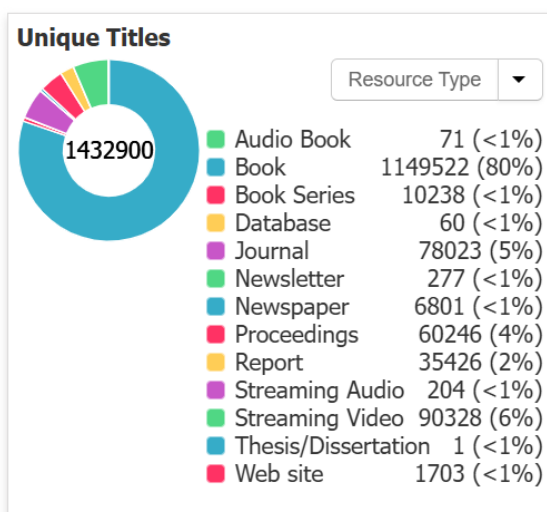 Unique Titles
Resource Type
1432900
Audio Book 71 (<1%)
Book 1149522 (80%)
Book Series 10238 (<1%)
Database 60 (<1%)
Journal 78023 (5%)
Newsletter 277 (<1%)
Newspaper 6801 (<1%)
Proceedings 60246 (4%)
Report 35426 (2%)
Streaming Audio 204 (<1%)
Streaming Video 90328 (6%)
Thesis/Dissertation 1 (<1%)
Web site 1703 (<1%)